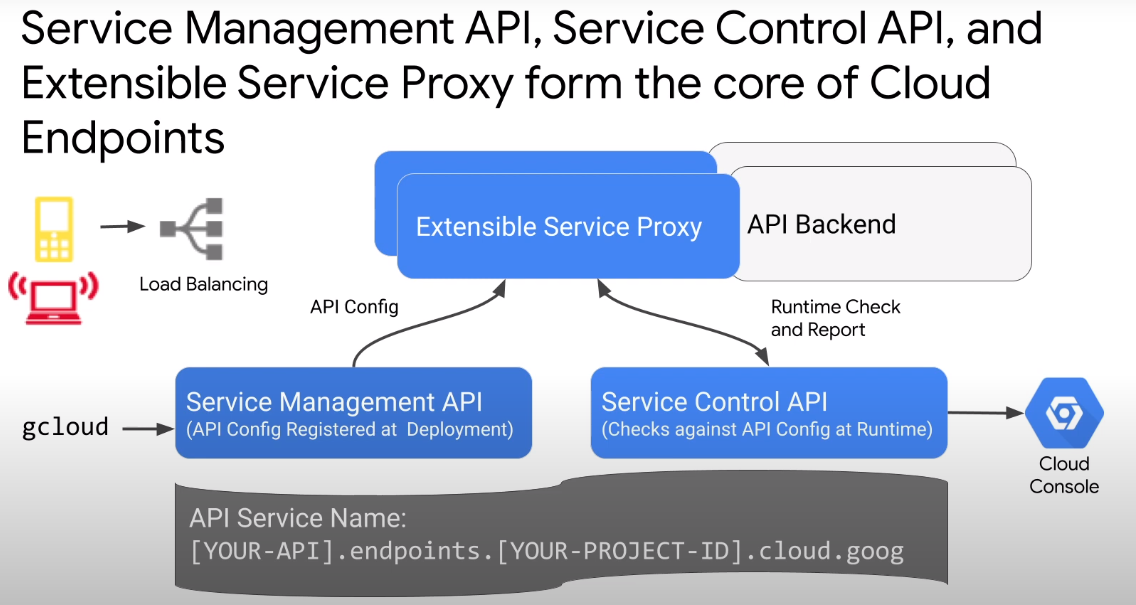 Service Management API, Service Control API, and
Extensible Service Proxy form the core of Cloud
Endpoints
Extensible Service Proxy
API Backend
Load Balancing
API Config
Runtime Check
and Report
gcloud
Service Management API
(API Config Registered at Deployment)
Service Control API
(Checks against API Config at Runtime)
Cloud
Console
API Service Name:
[YOUR-API].endpoints.[YOUR-PROJECT-ID].cloud.goog